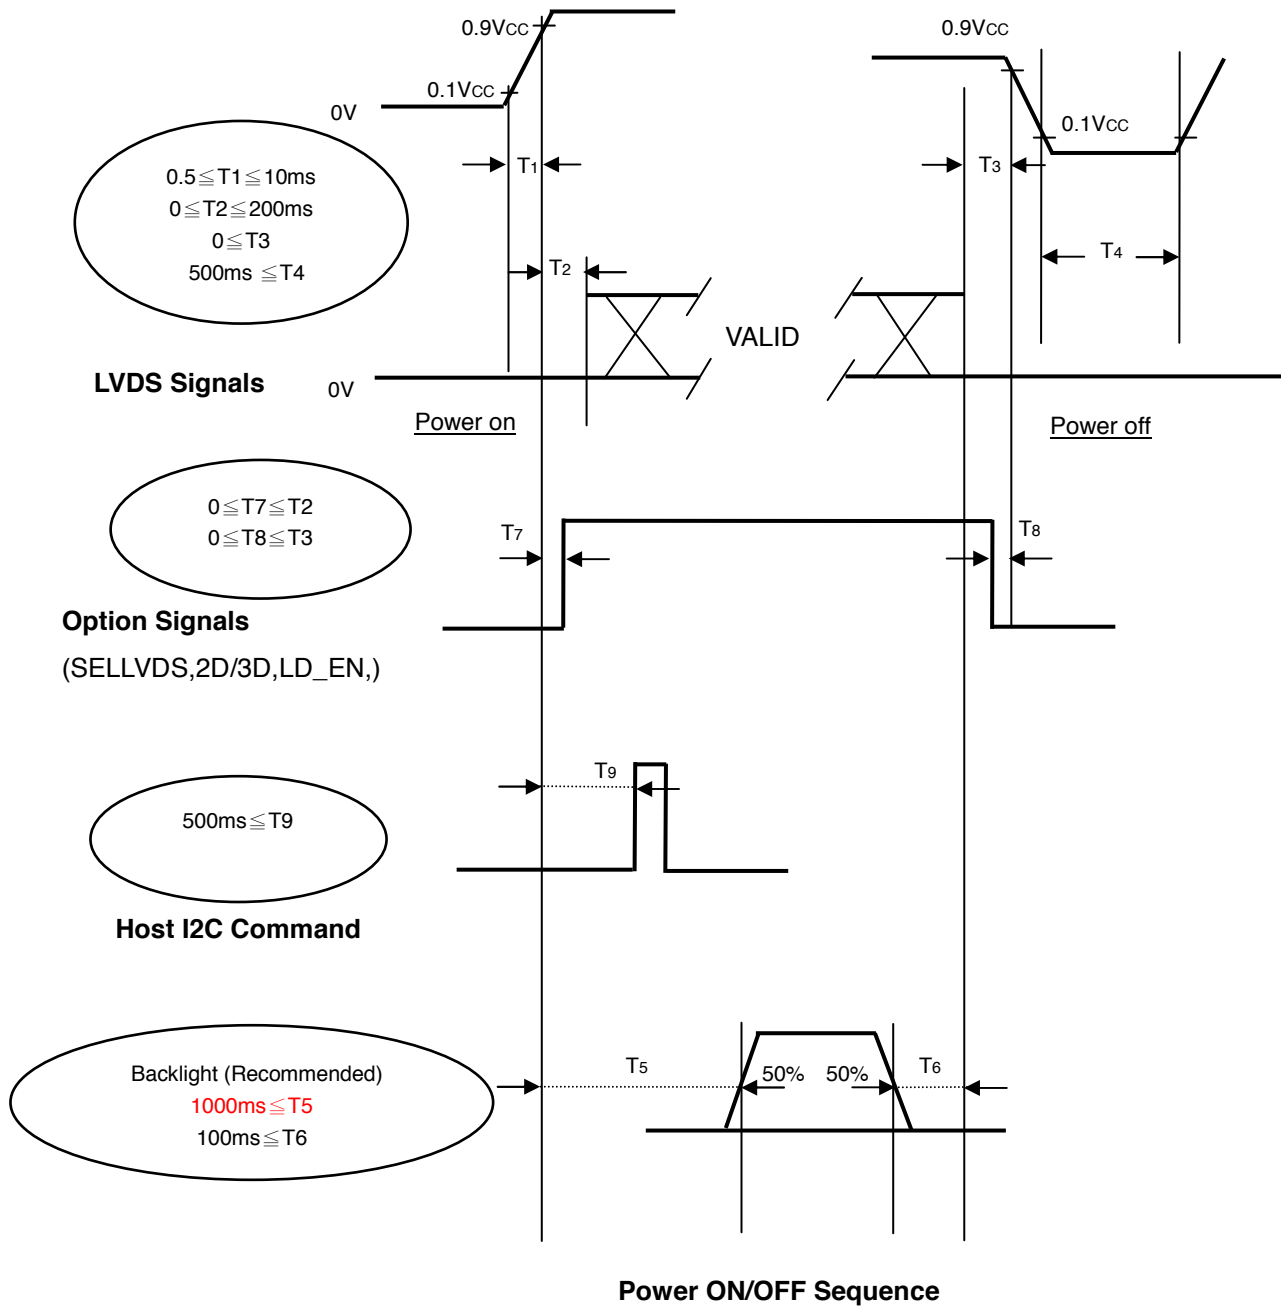 0.9VCC
0.9VCC
0.1VCC
0V
0.1VCC
T1
T3
0.5≦T1≦10ms
0≦T2≦200ms
0≦T3
500ms ≦T4
T2
T4
VALID
LVDS Signals
0V
Power on
Power off
0≦T7≦T2
0≦T8≦T3
T7
T8
Option Signals
(SELLVDS,2D/3D,LD_EN,)
T9
500ms≦T9
Host I2C Command
Backlight (Recommended)
1000ms≦T5
100ms≦T6
T5
50%
50%
T6
Power ON/OFF Sequence